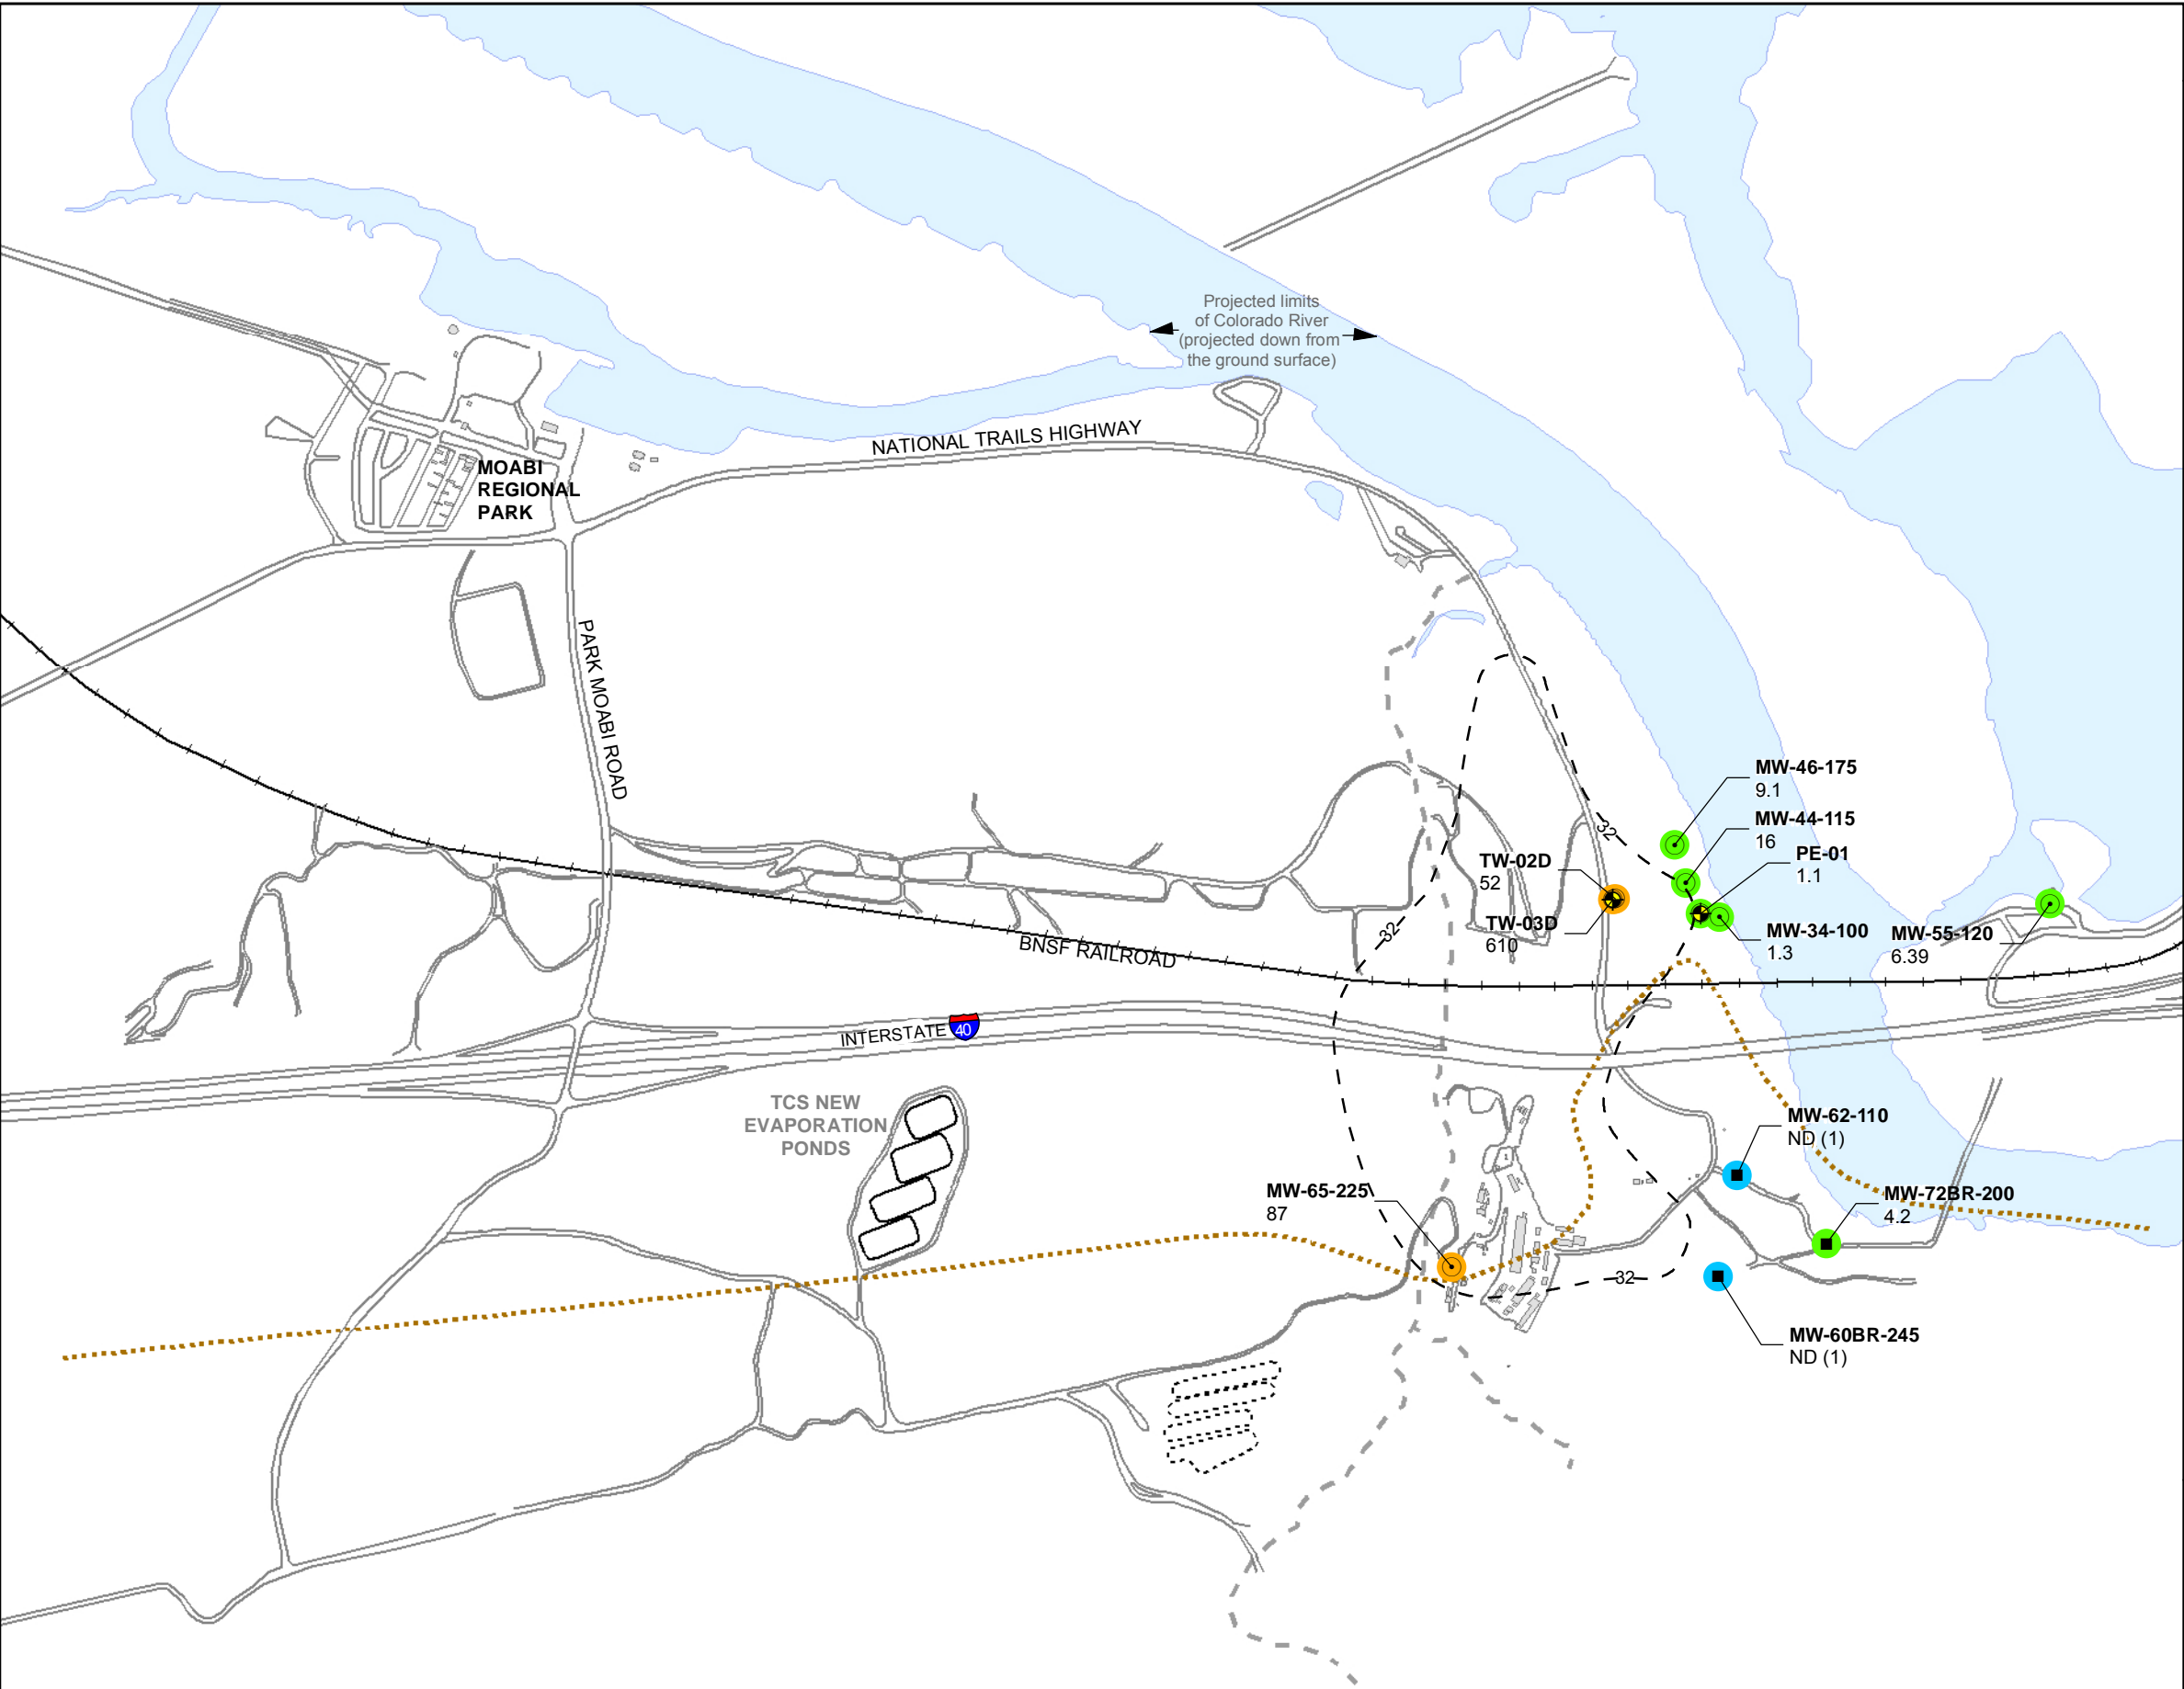 Projected limits
of Colorado River
(projected down from
the ground surface)
NATIONAL TRAILS HIGHWAY
MOABI
REGIONAL
PARK
PARK MOABI ROAD
MW-46-175
9.1
MW-44-115
16
PE-01
1.1
32
TW-02D
52
TW-03D
610
MW-34-100
1.3
MW-55-120
6.39
32
BNSF RAILROAD
INTERSTATE 40
TCS NEW
EVAPORATION
PONDS
MW-62-110
ND (1)
MW-65-225
87
MW-72BR-200
4.2
32
MW-60BR-245
ND (1)